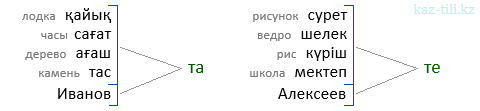 kaz-tili.kz
лодка қайық
часы сағат
дерево ағаш
камень тас
Иванов
та
рисунок сурет
ведро шелек
рис күріш
школа мектеп
Алексеев
те